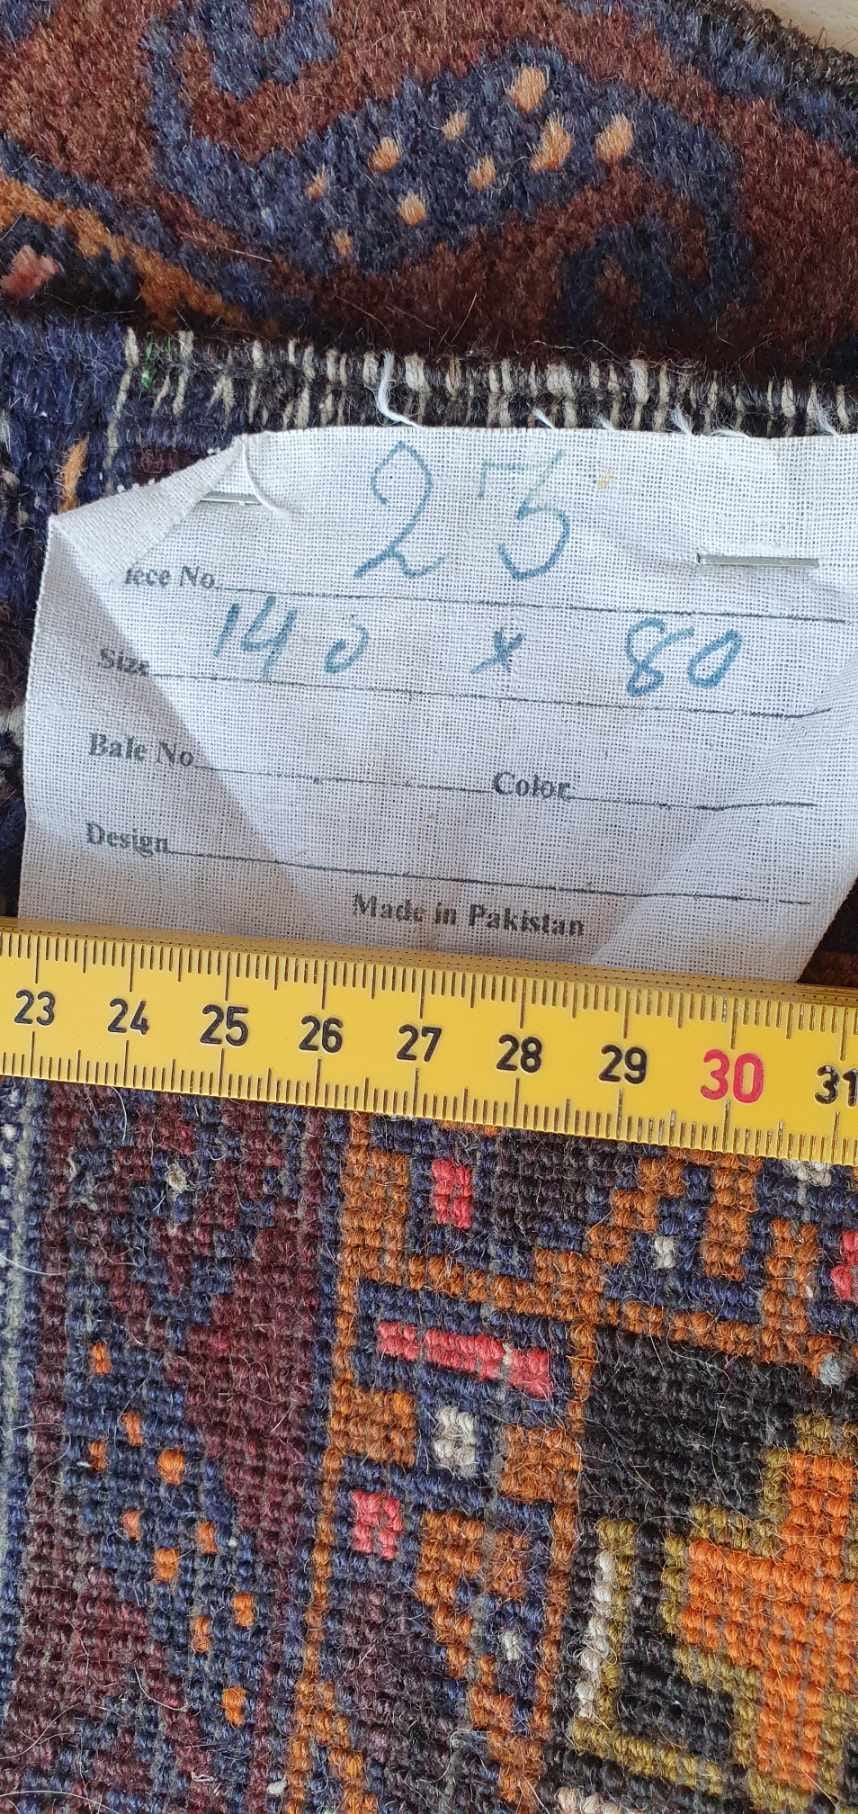 25
iece No.
140 x 80
Size
Bale No Color
Design
Made in Pakistan
23 24 25 26 27 28 29 30 31